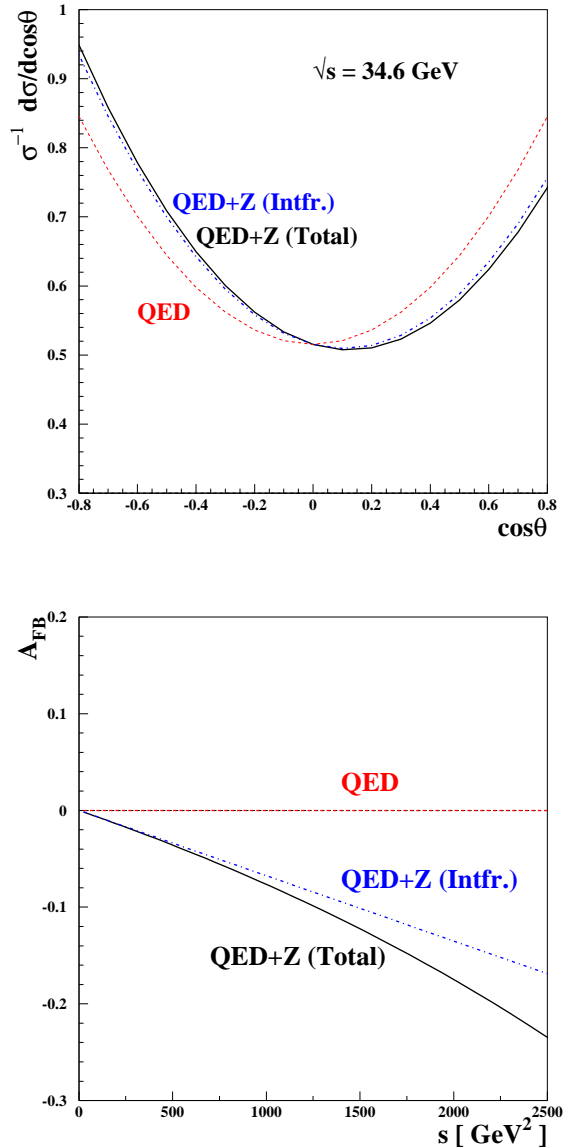 1
0.9
0.8
0.7
0.6
0.5
0.4
0.3
σ⁻¹ dσ/dcosθ
√s = 34.6 GeV
QED+Z (Intfr.)
QED+Z (Total)
QED
-0.8 -0.6 -0.4 -0.2 0 0.2 0.4 0.6 0.8
cosθ
0.2
0.1
0
-0.1
-0.2
-0.3
A_FB
QED
QED+Z (Intfr.)
QED+Z (Total)
0 500 1000 1500 2000 2500
s [ GeV² ]